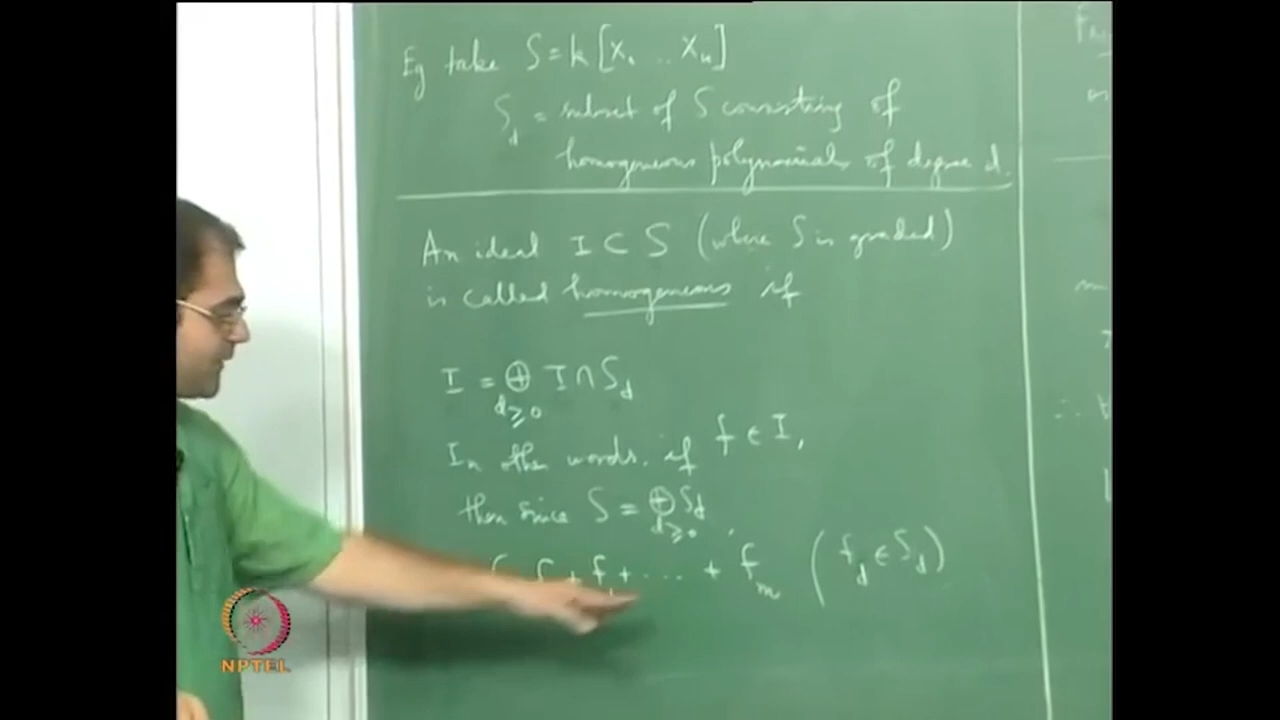 Eg take S = k[X₀ .. Xₙ]
S_d = subset of S consisting of
homogeneous polynomials of degree d.
An ideal I ⊂ S (where S is graded)
is called homogeneous if
I = ⊕ I ∩ S_d
d ≥ 0
In other words, if f ∈ I,
then since S = ⊕ S_d
d ≥ 0
f + f + ... + f_m (f_d ∈ S_d)
NPTEL